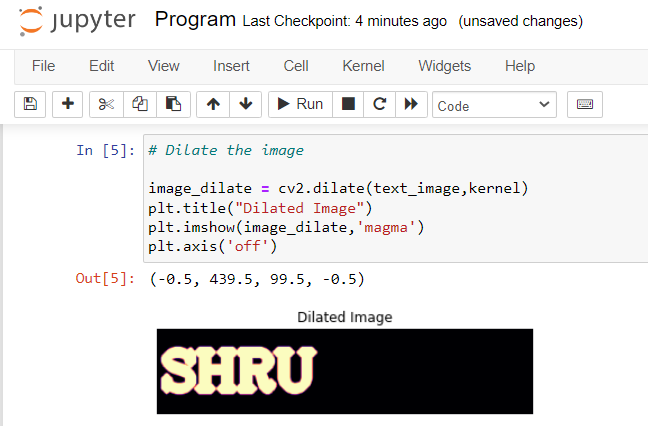 jupyter Program Last Checkpoint: 4 minutes ago (unsaved changes)
File Edit View Insert Cell Kernel Widgets Help
Run Code
In [5]: # Dilate the image
image_dilate = cv2.dilate(text_image,kernel)
plt.title("Dilated Image")
plt.imshow(image_dilate,'magma')
plt.axis('off')
Out[5]: (-0.5, 439.5, 99.5, -0.5)
Dilated Image
SHRU